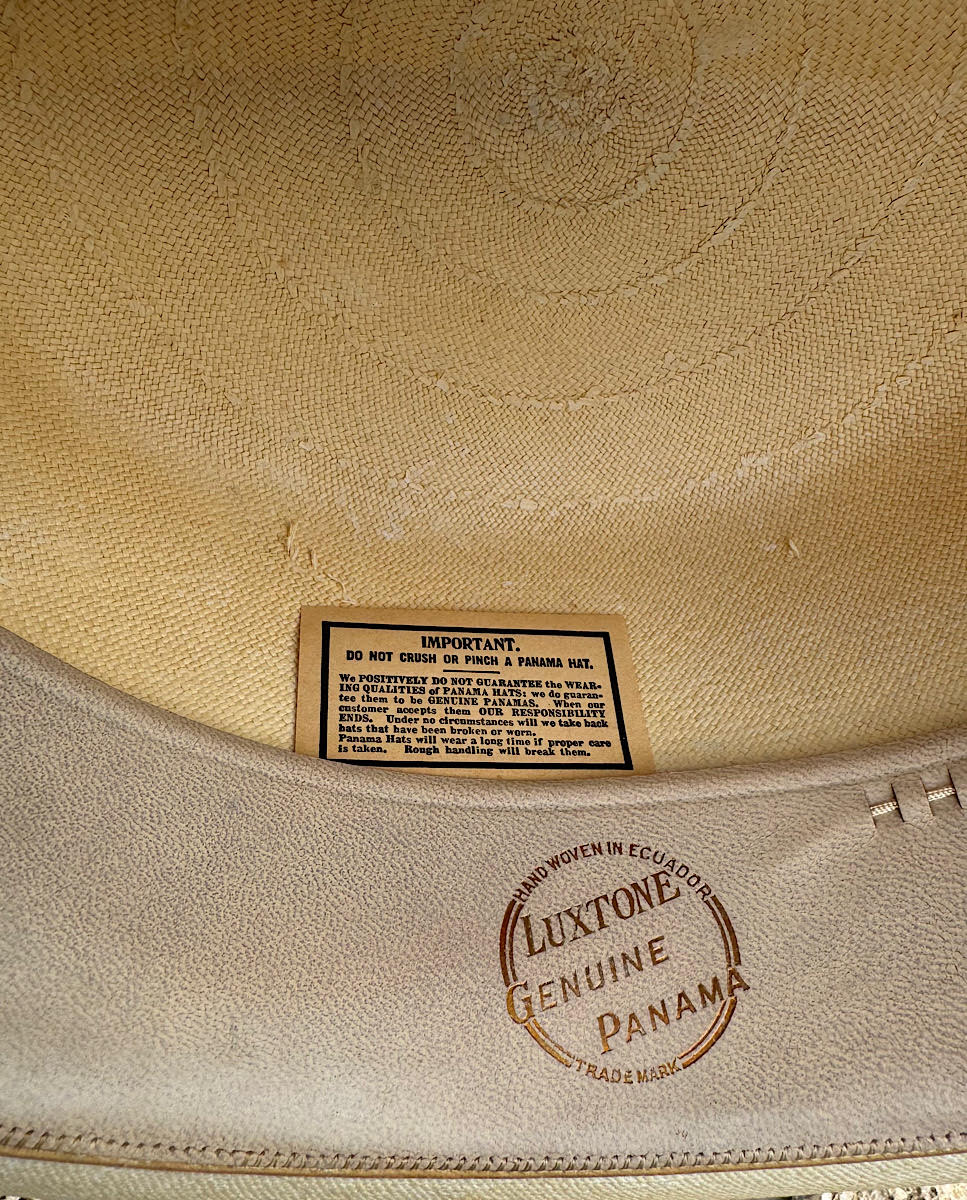 IMPORTANT.
DO NOT CRUSH OR PINCH A PANAMA HAT.
We POSITIVELY DO NOT GUARANTEE the WEAR-
ING QUALITIES of PANAMA HATS: we do guaran-
tee them to be GENUINE PANAMAS. When our
customer accepts them OUR RESPONSIBILITY
ENDS. Under no circumstances will we take back
hats that have been broken or worn.
Panama Hats will wear a long time if proper care
is taken. Rough handling will break them.
HAND WOVEN IN ECUADOR
LUXTONE
GENUINE
PANAMA
TRADE MARK